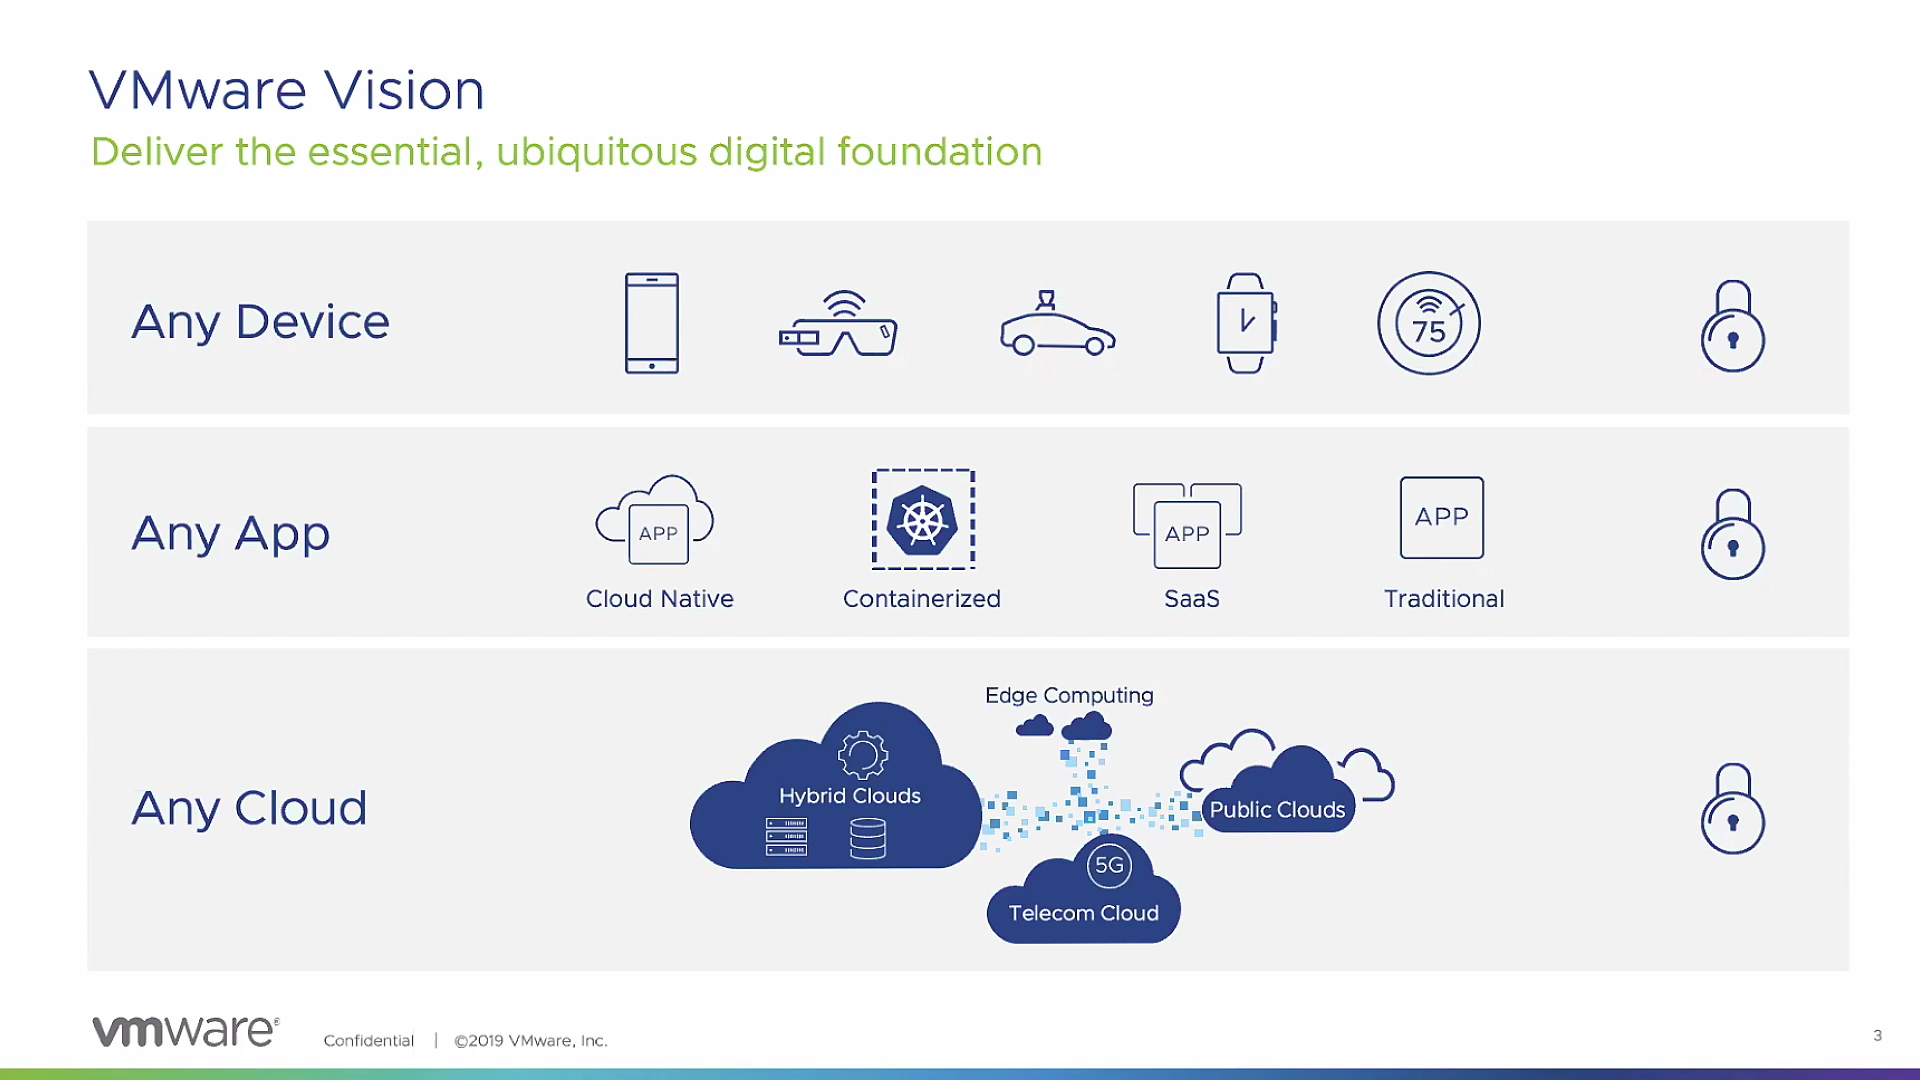 VMware Vision
Deliver the essential, ubiquitous digital foundation
Any Device
75
Any App
APP
APP
APP
Cloud Native
Containerized
SaaS
Traditional
Any Cloud
Edge Computing
Hybrid Clouds
Public Clouds
5G
Telecom Cloud
vmware®
Confidential | ©2019 VMware, Inc.
3